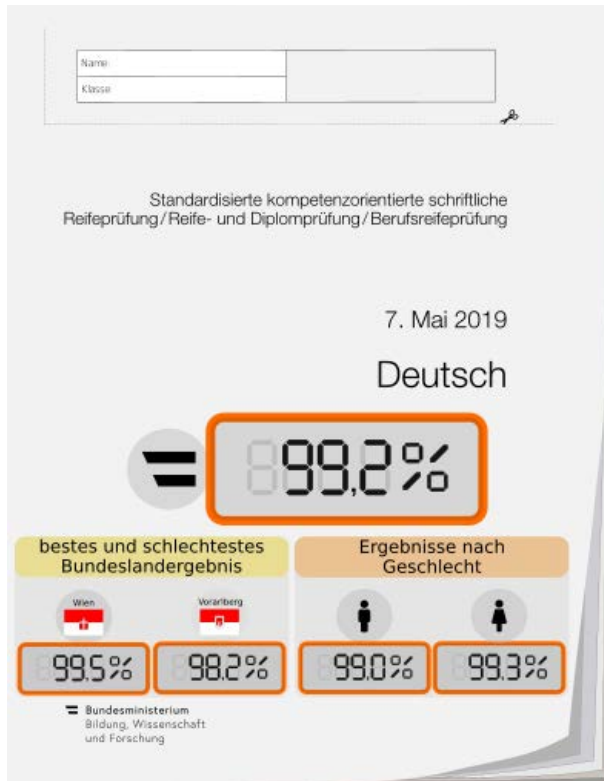 Name
Klasse
Standardisierte kompetenzorientierte schriftliche
Reifeprüfung/Reife- und Diplomprüfung/Berufsreifeprüfung
7. Mai 2019
Deutsch
99,2%
bestes und schlechtestes
Bundeslandergebnis
Ergebnisse nach
Geschlecht
Wien
Vorarlberg
99,5%
98,2%
99,0%
99,3%
Bundesministerium
Bildung, Wissenschaft
und Forschung